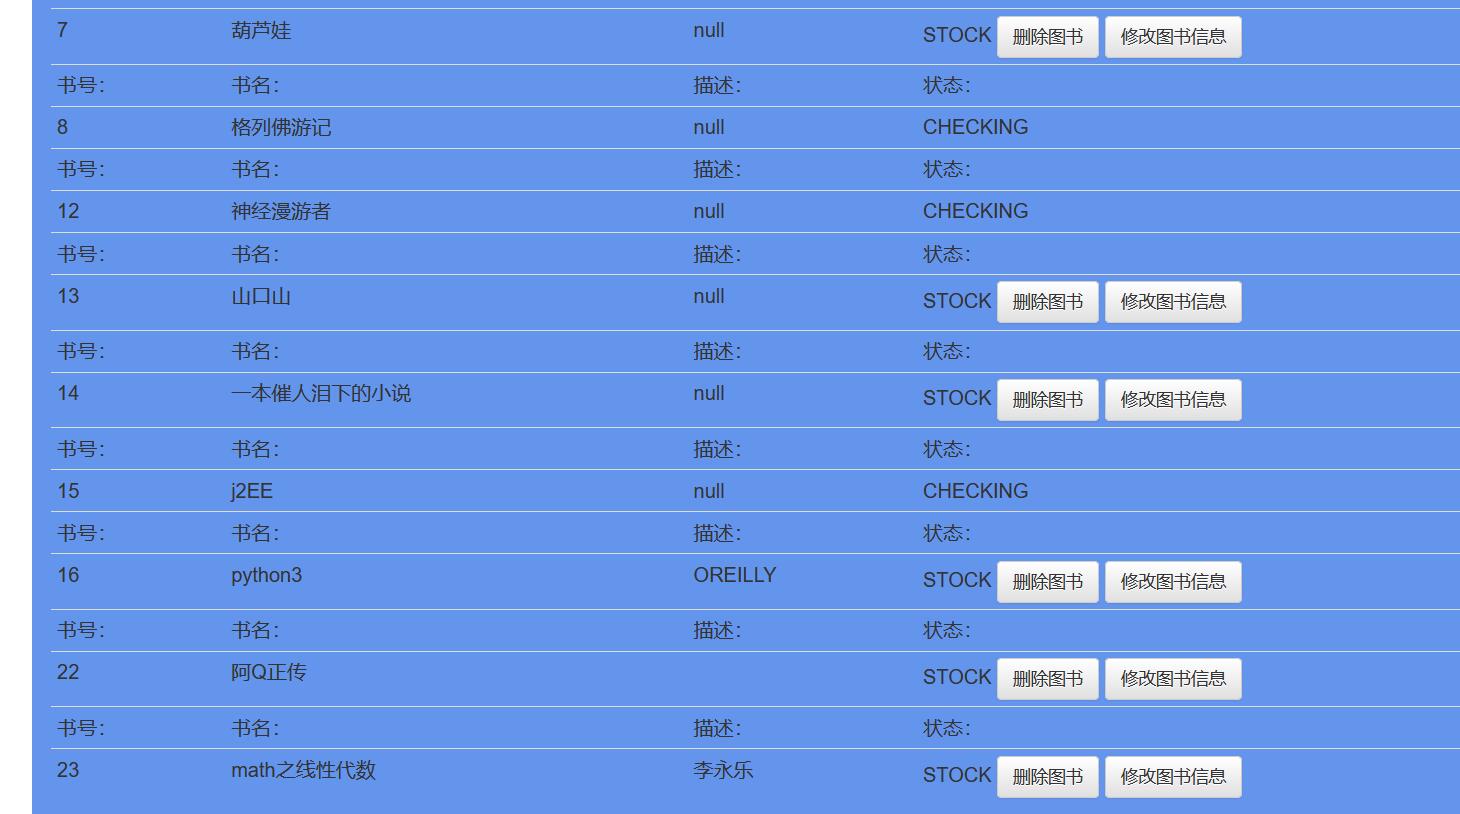 7 葫芦娃 null STOCK 删除图书 修改图书信息
书号： 书名： 描述： 状态：
8 格列佛游记 null CHECKING
书号： 书名： 描述： 状态：
12 神经漫游者 null CHECKING
书号： 书名： 描述： 状态：
13 山口山 null STOCK 删除图书 修改图书信息
书号： 书名： 描述： 状态：
14 一本催人泪下的小说 null STOCK 删除图书 修改图书信息
书号： 书名： 描述： 状态：
15 j2EE null CHECKING
书号： 书名： 描述： 状态：
16 python3 OREILLY STOCK 删除图书 修改图书信息
书号： 书名： 描述： 状态：
22 阿Q正传 STOCK 删除图书 修改图书信息
书号： 书名： 描述： 状态：
23 math之线性代数 李永乐 STOCK 删除图书 修改图书信息